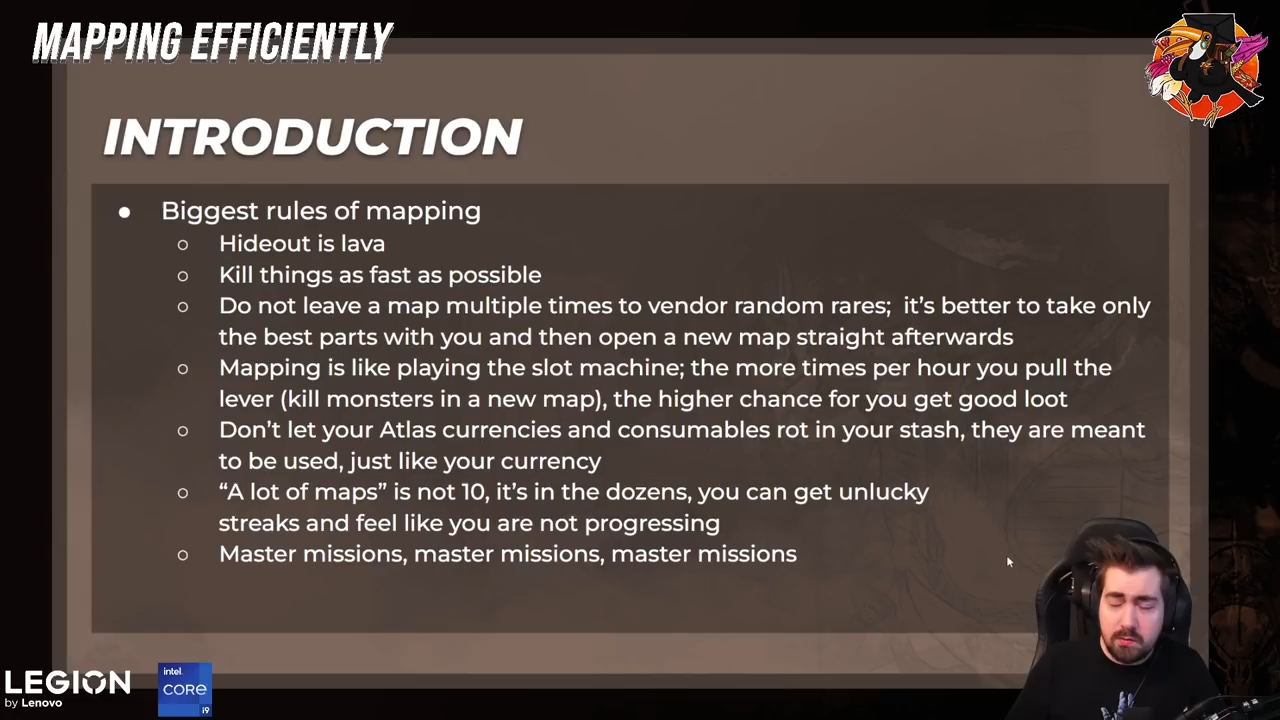 MAPPING EFFICIENTLY
INTRODUCTION
● Biggest rules of mapping
○ Hideout is lava
○ Kill things as fast as possible
○ Do not leave a map multiple times to vendor random rares;  it’s better to take only
the best parts with you and then open a new map straight afterwards
○ Mapping is like playing the slot machine; the more times per hour you pull the
lever (kill monsters in a new map), the higher chance for you get good loot
○ Don’t let your Atlas currencies and consumables rot in your stash, they are meant
to be used, just like your currency
○ “A lot of maps” is not 10, it’s in the dozens, you can get unlucky
streaks and feel like you are not progressing
○ Master missions, master missions, master missions
LEGION
by Lenovo
intel.
CORE
i9